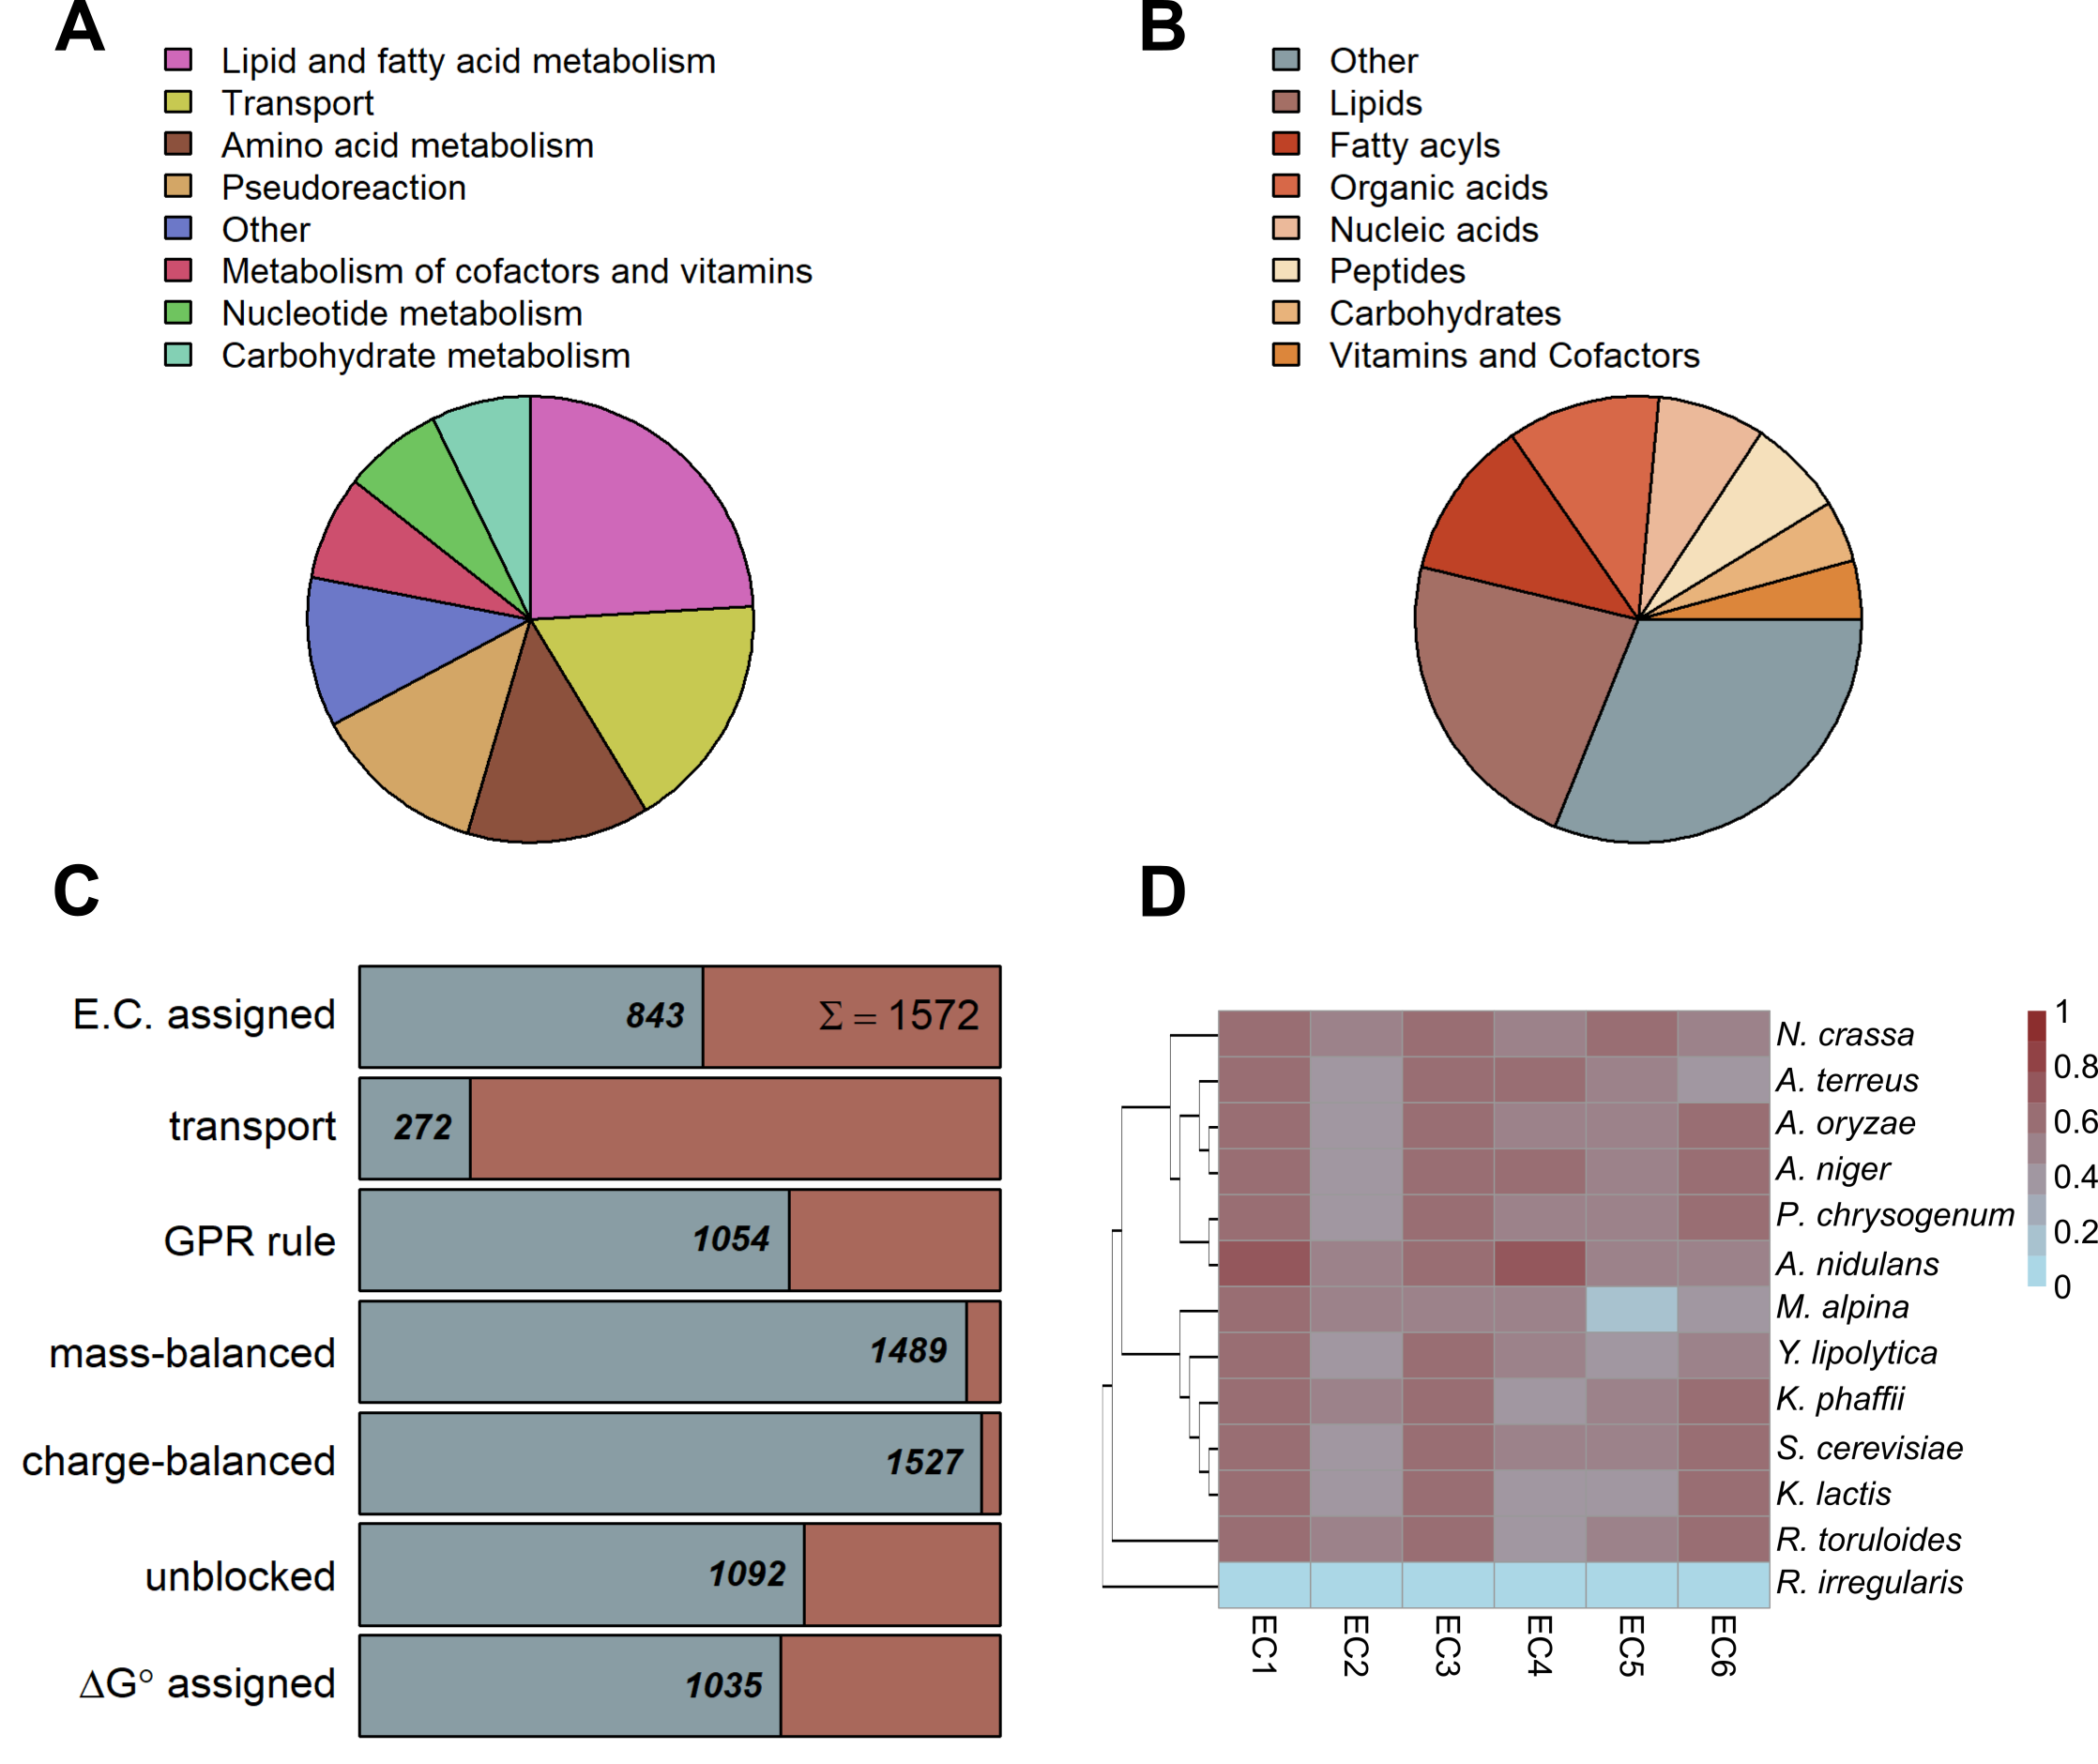 A
Lipid and fatty acid metabolism
Transport
Amino acid metabolism
Pseudoreaction
Other
Metabolism of cofactors and vitamins
Nucleotide metabolism
Carbohydrate metabolism
B
Other
Lipids
Fatty acyls
Organic acids
Nucleic acids
Peptides
Carbohydrates
Vitamins and Cofactors
C
E.C. assigned 843 Σ = 1572
transport 272
GPR rule 1054
mass-balanced 1489
charge-balanced 1527
unblocked 1092
ΔG° assigned 1035
D
N. crassa
A. terreus
A. oryzae
A. niger
P. chrysogenum
A. nidulans
M. alpina
Y. lipolytica
K. phaffii
S. cerevisiae
K. lactis
R. toruloides
R. irregularis
EC1 EC2 EC3 EC4 EC5 EC6
1
0.8
0.6
0.4
0.2
0